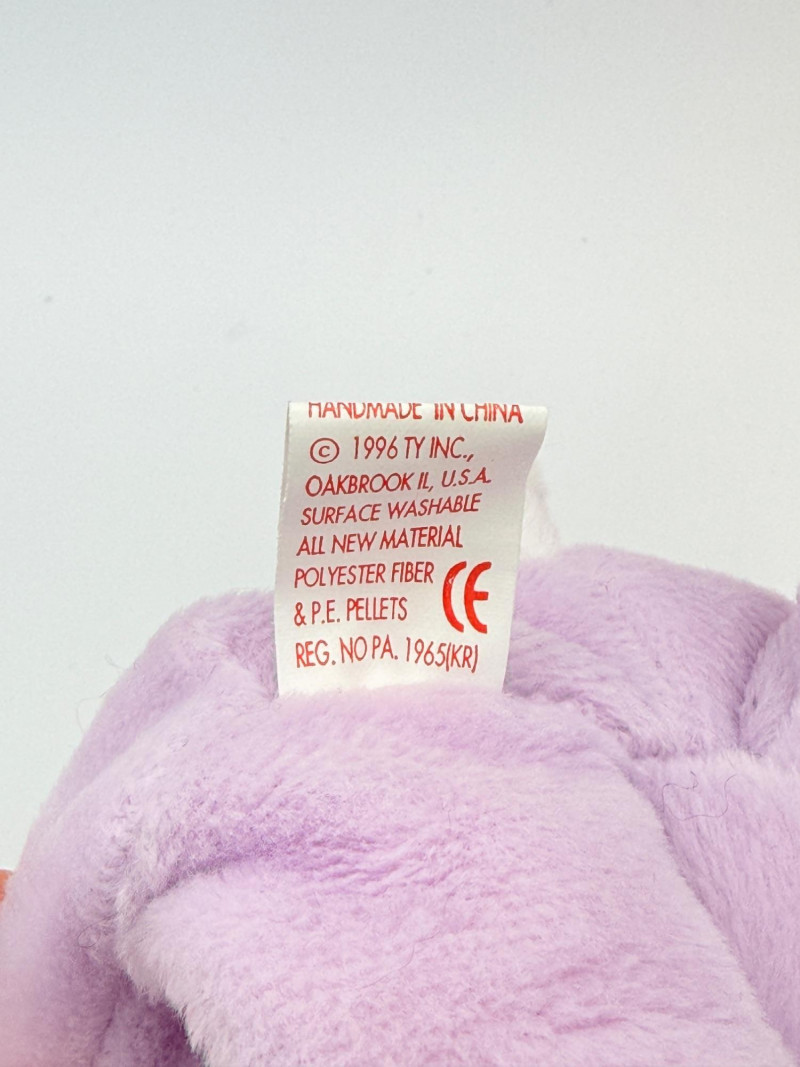 HANDMADE IN CHINA
© 1996 TY INC.,
OAKBROOK IL, U.S.A.
SURFACE WASHABLE
ALL NEW MATERIAL
POLYESTER FIBER
& P.E. PELLETS
CE
REG. NO PA. 1965(KR)